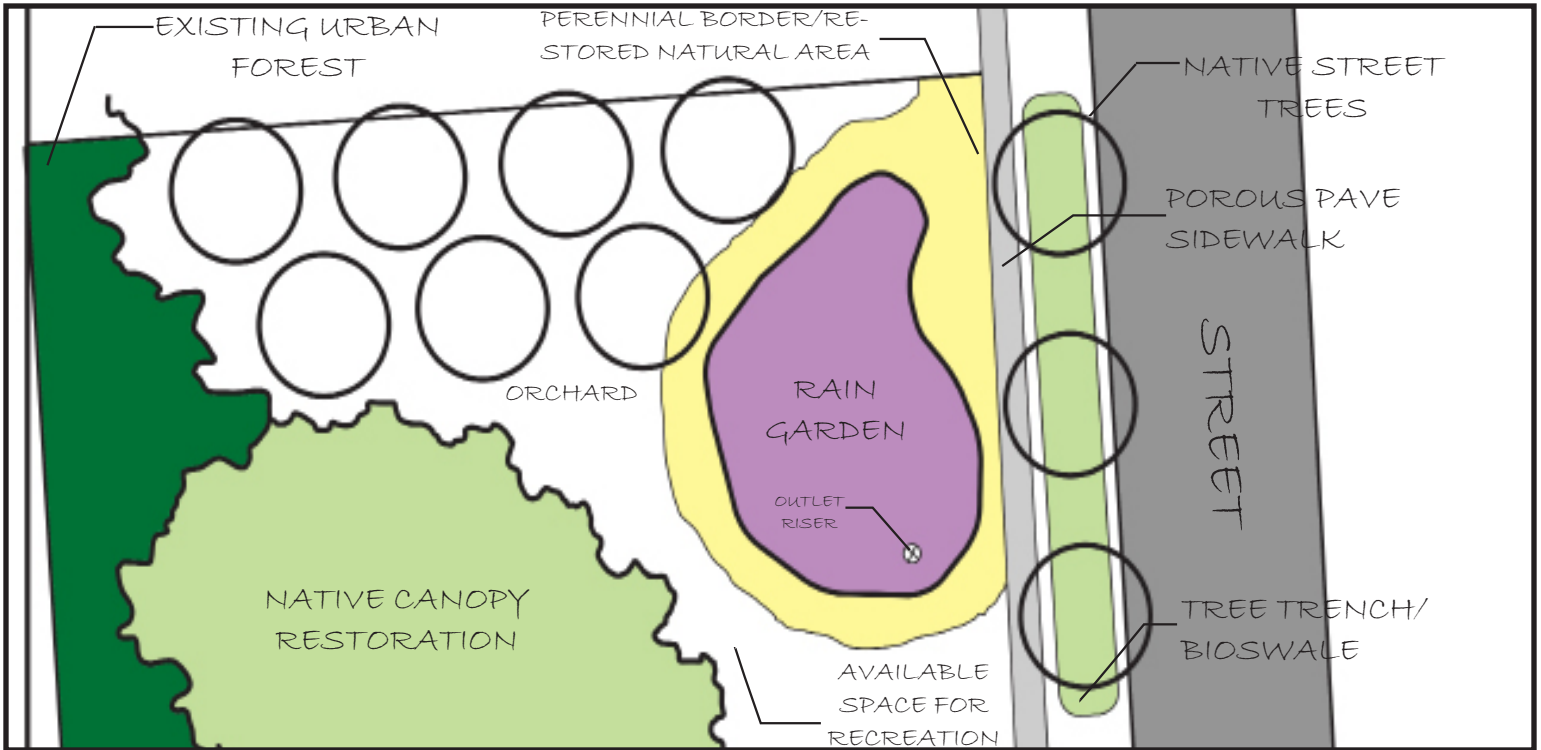 EXISTING URBAN
FOREST
PERENNIAL BORDER/RE-
STORED NATURAL AREA
NATIVE STREET
TREES
POROUS PAVE
SIDEWALK
STREET
ORCHARD
RAIN
GARDEN
OUTLET
RISER
NATIVE CANOPY
RESTORATION
TREE TRENCH/
BIOSWALE
AVAILABLE
SPACE FOR
RECREATION